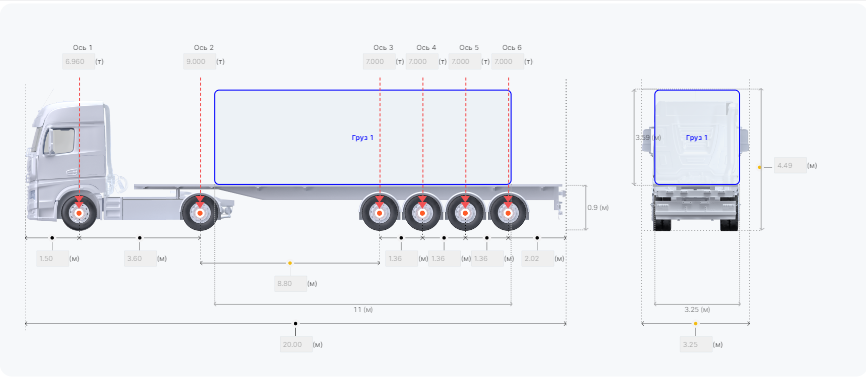 Ось 1
Ось 2
Ось 3
Ось 4
Ось 5
Ось 6
6.960 (т)
9.000 (т)
7.000 (т)
7.000 (т)
7.000 (т)
7.000 (т)
Груз 1
3.59 (м)
Груз 1
4.49 (м)
0.9 (м)
1.50 (м)
3.60 (м)
1.36 (м)
1.36 (м)
1.36 (м)
2.02 (м)
8.80 (м)
11 (м)
3.25 (м)
20.00 (м)
3.25 (м)